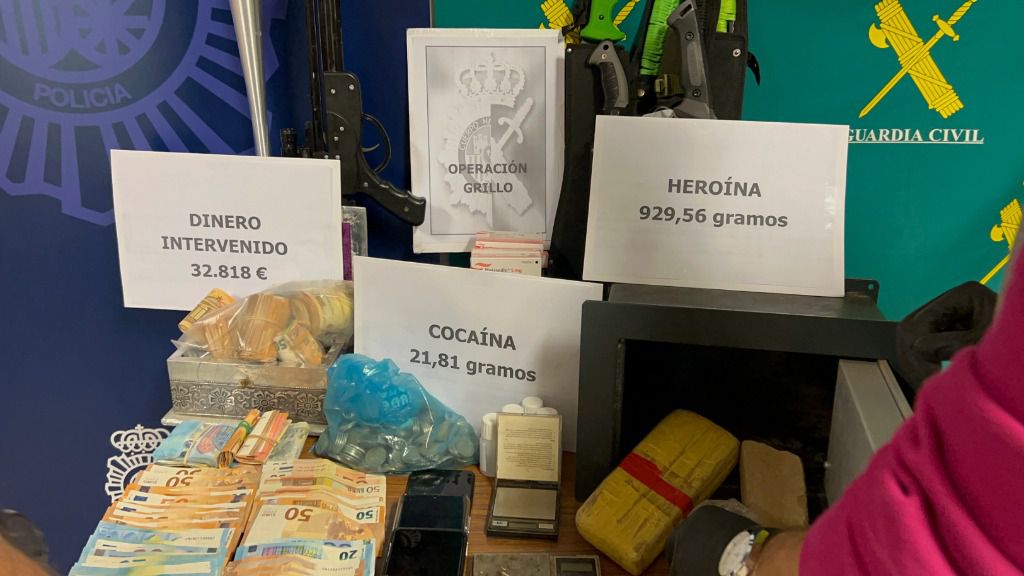 POLICIA
OPERACIÓN
GRILLO
GUARDIA CIVIL
HEROÍNA
929,56 gramos
DINERO
INTERVENIDO
32.818 €
COCAÍNA
21,81 gramos
50
50
50
20